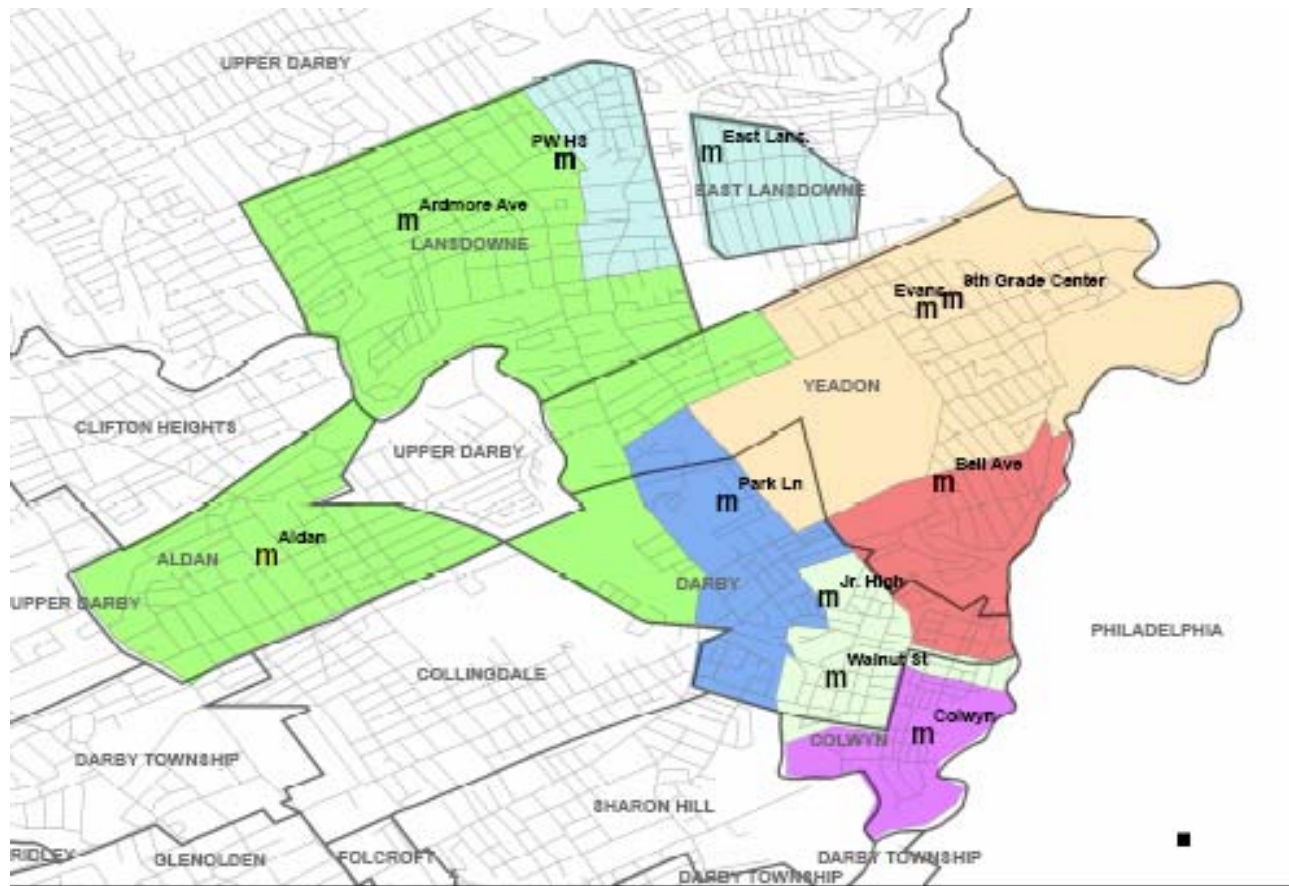 UPPER DARBY
PW HS
m
East Lans.
m
EAST LANSDOWNE
Ardmore Ave
m
LANSDOWNE
9th Grade Center
m
Evans
m
YEADON
CLIFTON HEIGHTS
UPPER DARBY
Bell Ave
m
Park Ln
m
Aldan
m
ALDAN
DARBY
Jr. High
m
UPPER DARBY
PHILADELPHIA
Walnut St
m
COLLINGDALE
Colwyn
m
COLWYN
DARBY TOWNSHIP
SHARON HILL
RIDLEY
GLENOLDEN
FOLCROFT
DARBY TOWNSHIP
DARBY TOWNSHIP